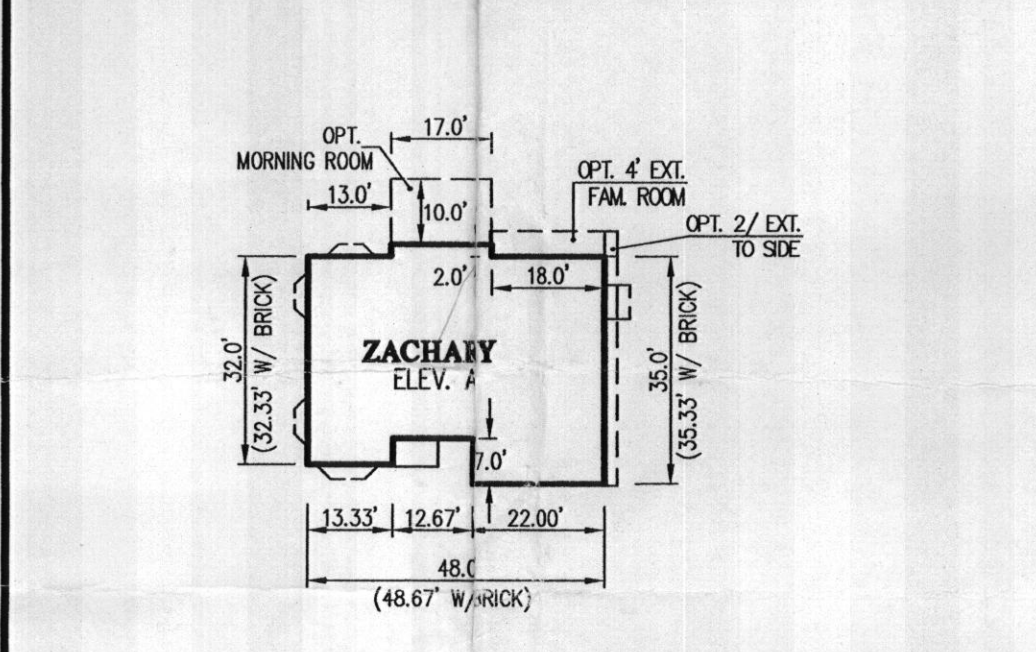 17.0'
OPT.
MORNING ROOM
13.0'
10.0'
OPT. 4' EXT.
FAM. ROOM
OPT. 2/ EXT.
TO SIDE
2.0'
18.0'
32.0'
(32.33' W/ BRICK)
ZACHARY
ELEV. A
35.0'
(35.33' W/ BRICK)
7.0'
13.33'
12.67'
22.00'
48.0
(48.67' W/BRICK)